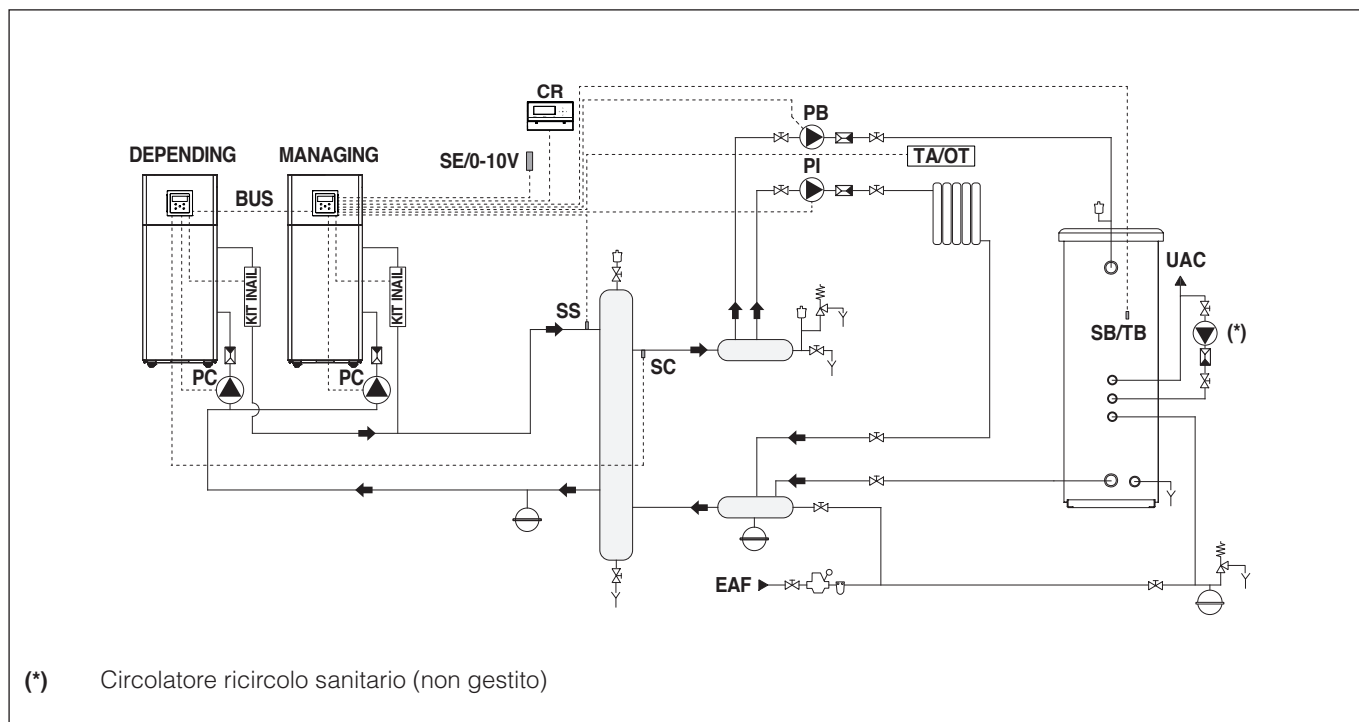 CR
PB
DEPENDING MANAGING
SE/0-10V
TA/OT
PI
BUS
UAC
KIT INAIL
KIT INAIL
SS
SB/TB
(*)
SC
PC
PC
EAF
(*) Circolatore ricircolo sanitario (non gestito)